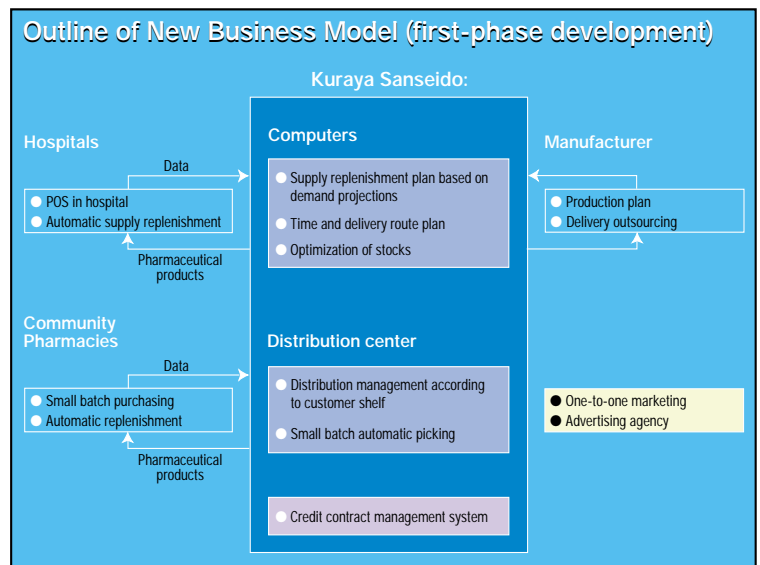 Outline of New Business Model (first-phase development)
Kuraya Sanseido:
Hospitals
Data
POS in hospital
Automatic supply replenishment
Pharmaceutical
products
Community
Pharmacies
Data
Small batch purchasing
Automatic replenishment
Pharmaceutical
products
Computers
Supply replenishment plan based on
demand projections
Time and delivery route plan
Optimization of stocks
Distribution center
Distribution management according
to customer shelf
Small batch automatic picking
Credit contract management system
Manufacturer
Production plan
Delivery outsourcing
One-to-one marketing
Advertising agency